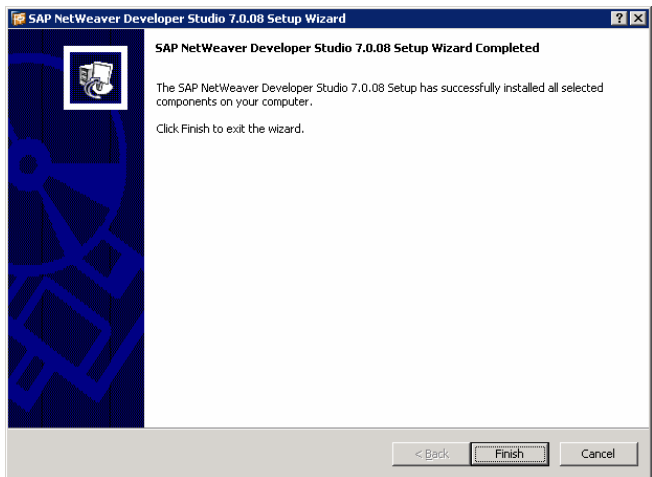 SAP NetWeaver Developer Studio 7.0.08 Setup Wizard
SAP NetWeaver Developer Studio 7.0.08 Setup Wizard Completed
The SAP NetWeaver Developer Studio 7.0.08 Setup has successfully installed all selected
components on your computer.
Click Finish to exit the wizard.
< Back Finish Cancel